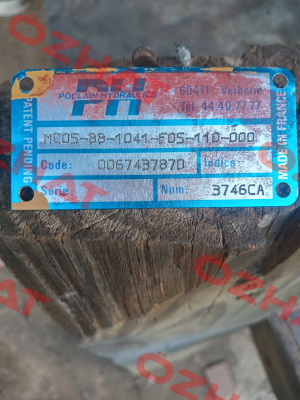 PH
POCLAIN HYDRAULICS
60411 Verberie
Tél. 44 40 77 77
PATENT PENDING
MC05-88-1041-F05-110-000
Code: 006743787D Indice:
Série: Num: 3746CA
MADE IN FRANCE
OZHAT